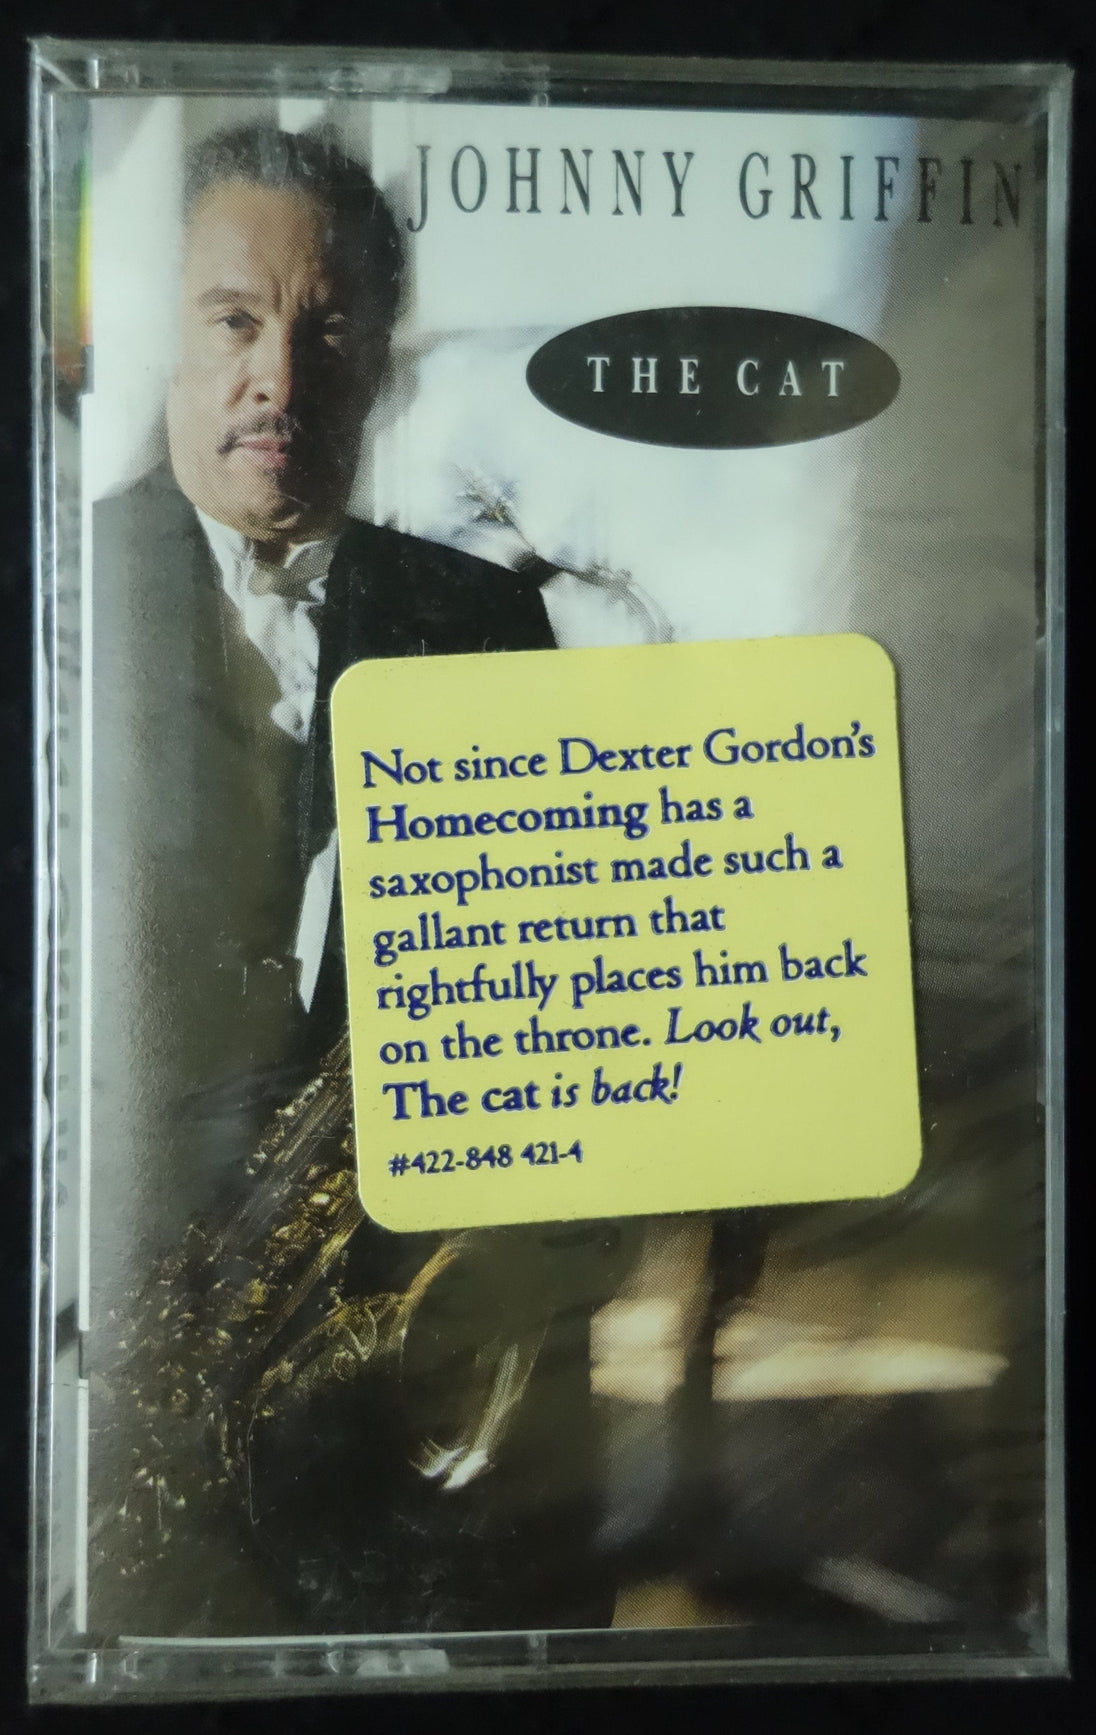 JOHNNY GRIFFIN
THE CAT
Not since Dexter Gordon's
Homecoming has a
saxophonist made such a
gallant return that
rightfully places him back
on the throne. Look out,
The cat is back!
#422-848 421-4